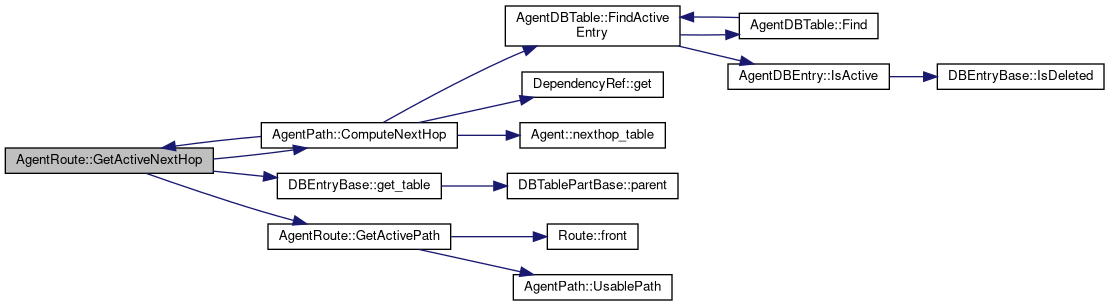 AgentDBTable::FindActive
Entry
AgentDBTable::Find
AgentDBEntry::IsActive
DBEntryBase::IsDeleted
DependencyRef::get
AgentPath::ComputeNextHop
Agent::nexthop_table
AgentRoute::GetActiveNextHop
DBEntryBase::get_table
DBTablePartBase::parent
AgentRoute::GetActivePath
Route::front
AgentPath::UsablePath